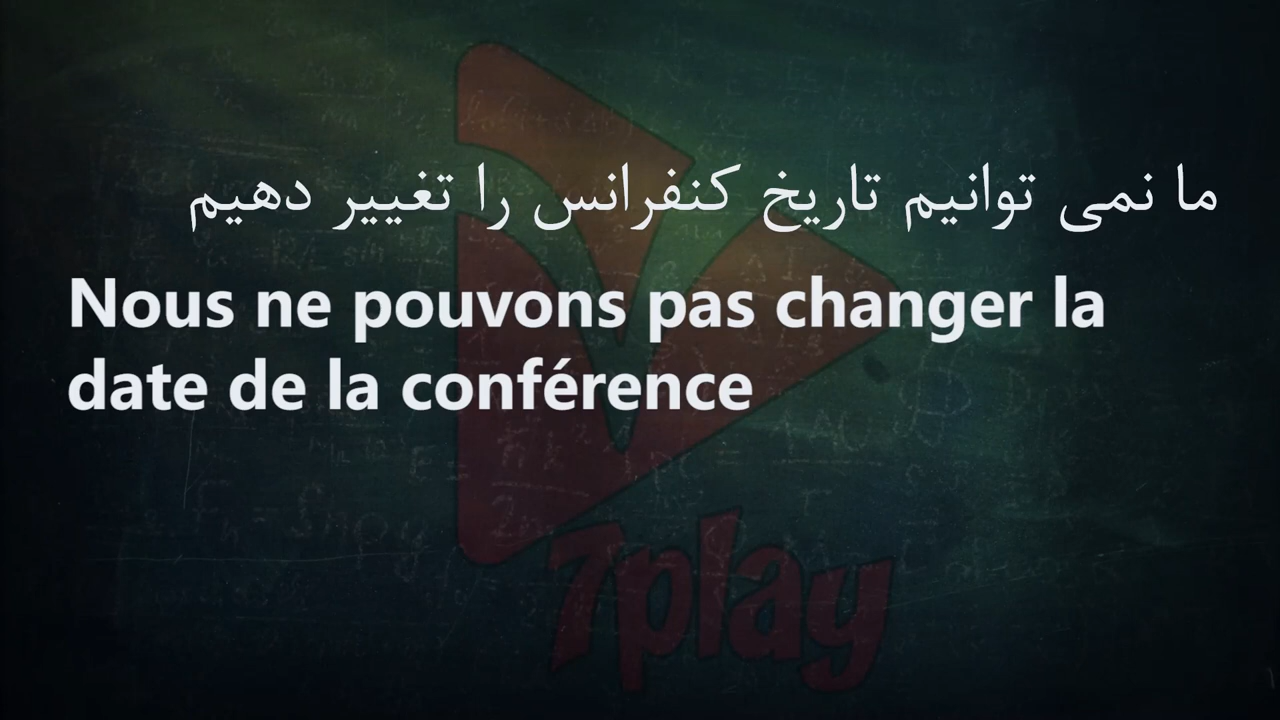 ما نمی توانیم تاریخ کنفرانس را تغییر دهیم
Nous ne pouvons pas changer la
date de la conférence
7play